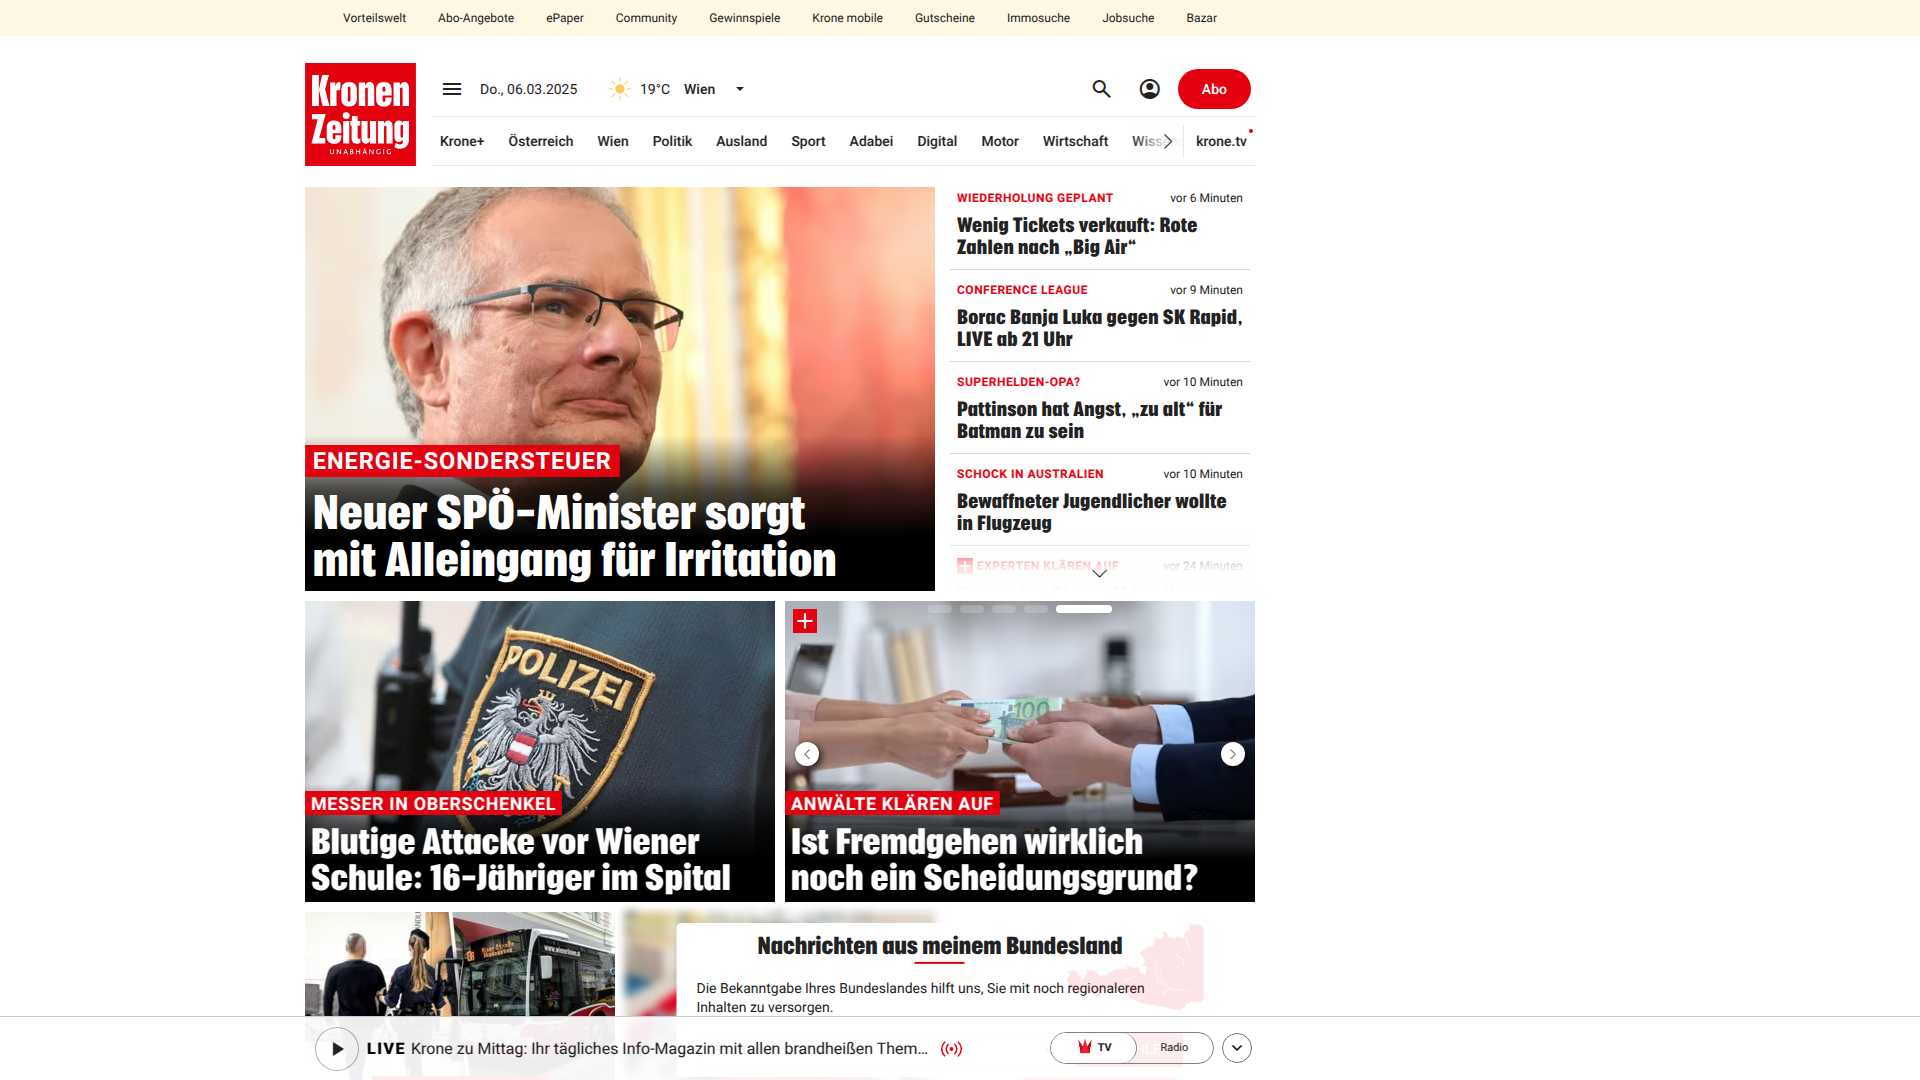 Vorteilswelt Abo-Angebote ePaper Community Gewinnspiele Krone mobile Gutscheine Immosuche Jobsuche Bazar
Kronen
Zeitung
UNABHÄNGIG
Do., 06.03.2025 19°C Wien
Abo
Krone+ Österreich Wien Politik Ausland Sport Adabei Digital Motor Wirtschaft krone.tv
ENERGIE-SONDERSTEUER
Neuer SPÖ-Minister sorgt
mit Alleingang für Irritation
WIEDERHOLUNG GEPLANT vor 6 Minuten
Wenig Tickets verkauft: Rote
Zahlen nach „Big Air“
CONFERENCE LEAGUE vor 9 Minuten
Borac Banja Luka gegen SK Rapid,
LIVE ab 21 Uhr
SUPERHELDEN-OPA? vor 10 Minuten
Pattinson hat Angst, „zu alt“ für
Batman zu sein
SCHOCK IN AUSTRALIEN vor 10 Minuten
Bewaffneter Jugendlicher wollte
in Flugzeug
EXPERTEN KLÄREN AUF vor 24 Minuten
POLIZEI
MESSER IN OBERSCHENKEL
Blutige Attacke vor Wiener
Schule: 16-Jähriger im Spital
100
ANWÄLTE KLÄREN AUF
Ist Fremdgehen wirklich
noch ein Scheidungsgrund?
Nachrichten aus meinem Bundesland
Die Bekanntgabe Ihres Bundeslandes hilft uns, Sie mit noch regionaleren
Inhalten zu versorgen.
LIVE Krone zu Mittag: Ihr tägliches Info-Magazin mit allen brandheißen Them...
TV Radio